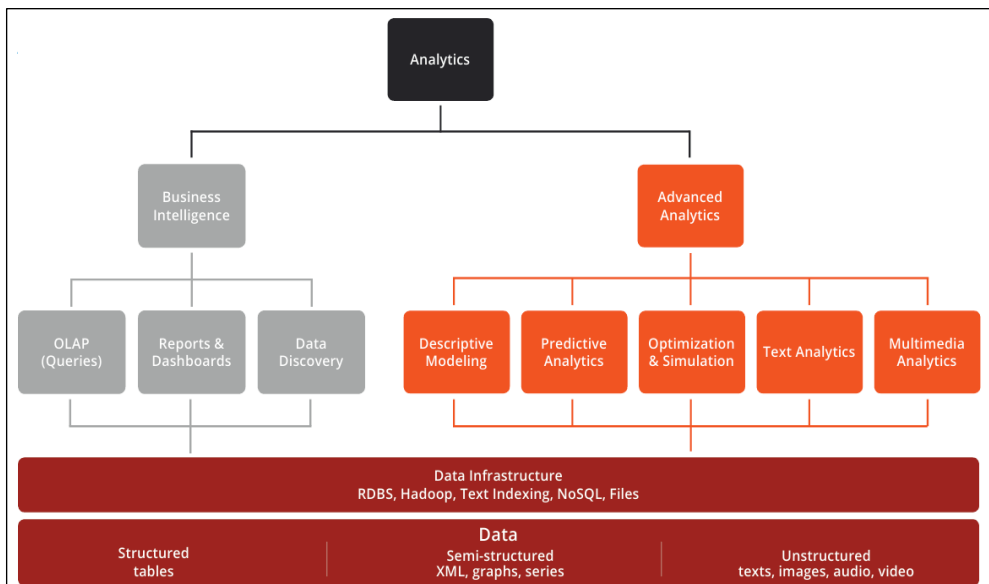 Analytics
Business
Intelligence
Advanced
Analytics
OLAP
(Queries)
Reports &
Dashboards
Data
Discovery
Descriptive
Modeling
Predictive
Analytics
Optimization
& Simulation
Text Analytics
Multimedia
Analytics
Data Infrastructure
RDBS, Hadoop, Text Indexing, NoSQL, Files
Data
Structured
tables
Semi-structured
XML, graphs, series
Unstructured
texts, images, audio, video